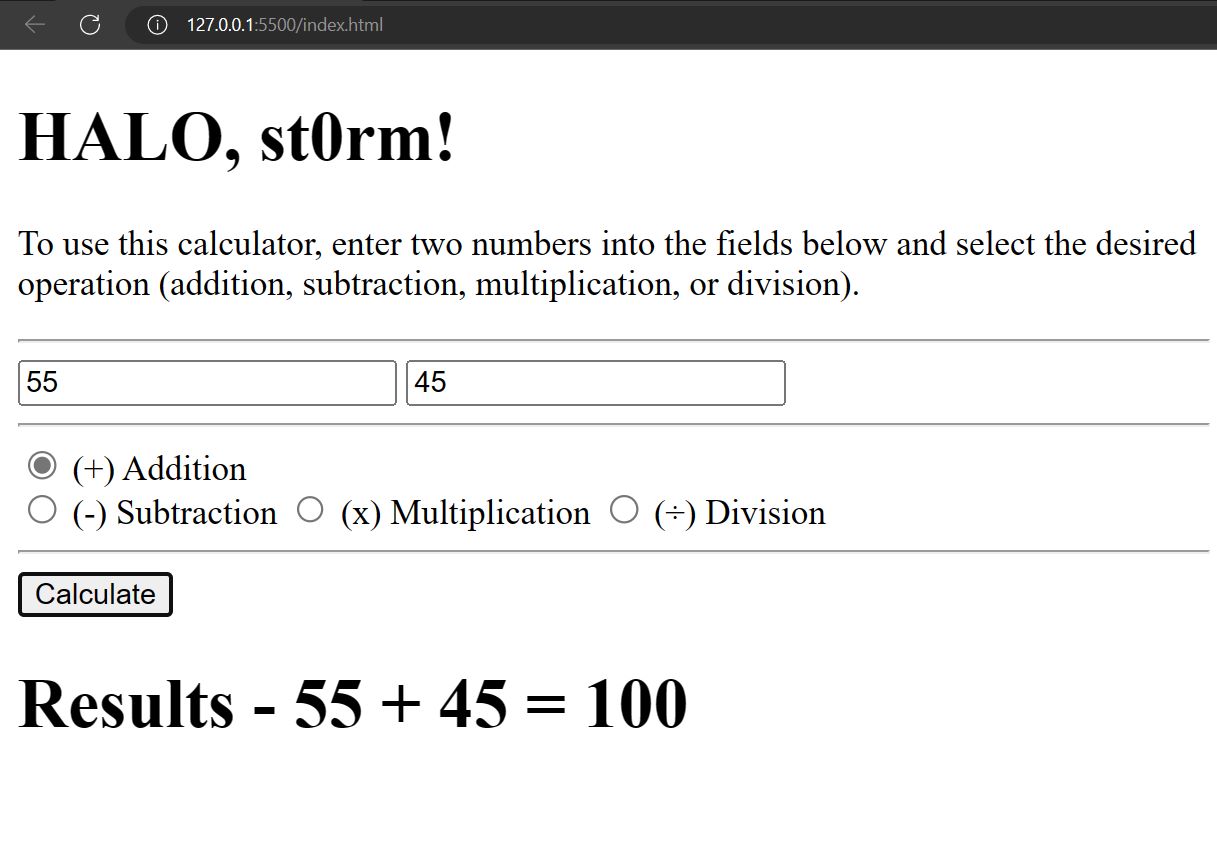 127.0.0.1:5500/index.html
HALO, st0rm!
To use this calculator, enter two numbers into the fields below and select the desired
operation (addition, subtraction, multiplication, or division).
55 45
(+) Addition
(-) Subtraction (x) Multiplication (÷) Division
Calculate
Results - 55 + 45 = 100